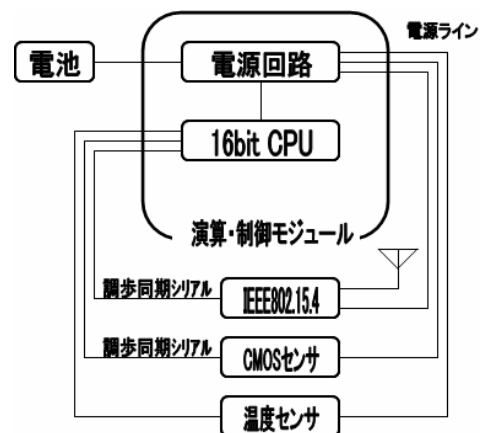 電源ライン
電池
電源回路
16bit CPU
演算・制御モジュール
調歩同期シリアル
IEEE802.15.4
調歩同期シリアル
CMOSセンサ
温度センサ